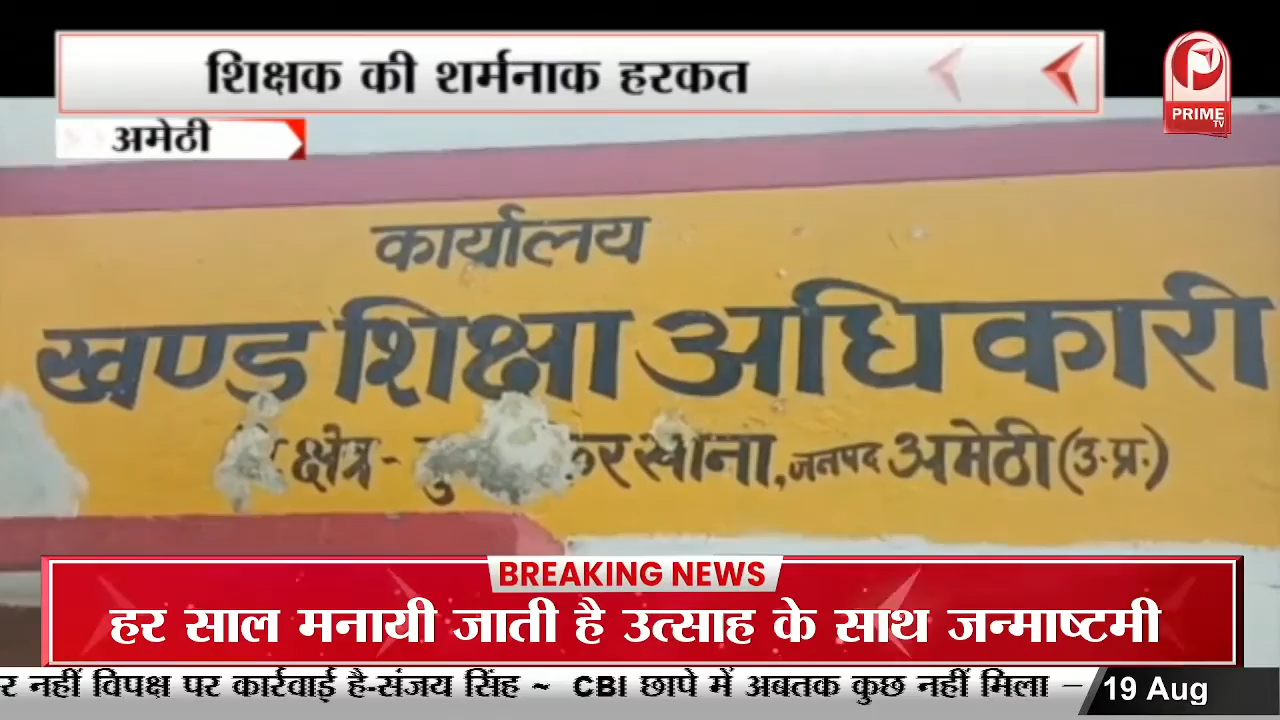 शिक्षक की शर्मनाक हरकत
PRIME
TV
अमेठी
कार्यालय
खण्ड शिक्षा अधिकारी
क्षेत्र-
जनपद अमेठी (उ.प्र.)
BREAKING NEWS
हर साल मनायी जाती है उत्साह के साथ जन्माष्टमी
र नहीं विपक्ष पर कार्रवाई है-संजय सिंह ~ CBI छापे में अबतक कुछ नहीं मिला –
19 Aug